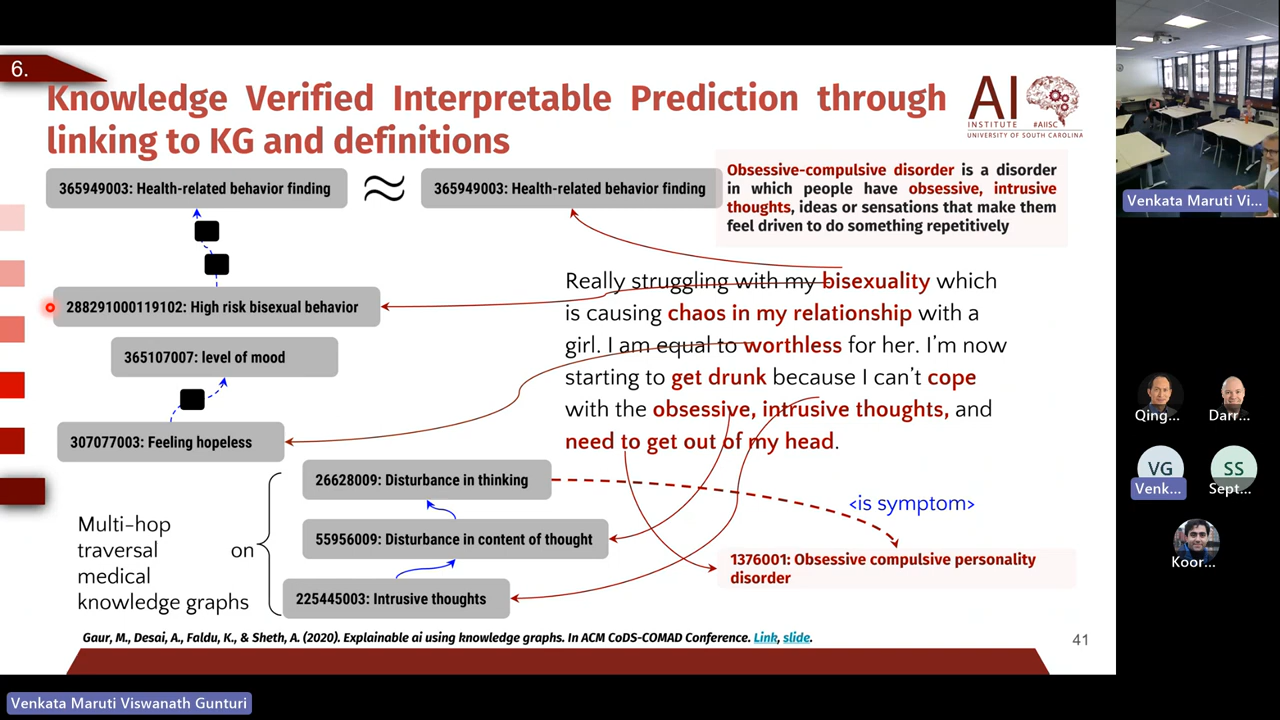 6.
Knowledge Verified Interpretable Prediction through
linking to KG and definitions
AI
INSTITUTE #AIISC
UNIVERSITY OF SOUTH CAROLINA
365949003: Health-related behavior finding
≈
365949003: Health-related behavior finding
Obsessive-compulsive disorder is a disorder
in which people have obsessive, intrusive
thoughts, ideas or sensations that make them
feel driven to do something repetitively
Really struggling with my bisexuality which
is causing chaos in my relationship with a
girl. I am equal to worthless for her. I'm now
starting to get drunk because I can't cope
with the obsessive, intrusive thoughts, and
need to get out of my head.
288291000119102: High risk bisexual behavior
365107007: level of mood
307077003: Feeling hopeless
26628009: Disturbance in thinking
55956009: Disturbance in content of thought
225445003: Intrusive thoughts
Multi-hop
traversal on
medical
knowledge graphs
<is symptom>
1376001: Obsessive compulsive personality
disorder
Gaur, M., Desai, A., Faldu, K., & Sheth, A. (2020). Explainable ai using knowledge graphs. In ACM CoDS-COMAD Conference. Link, slide.
41
Venkata Maruti Vi...
Qing...
Darr...
VG
Venk...
SS
Sept...
Koor...
Venkata Maruti Viswanath Gunturi